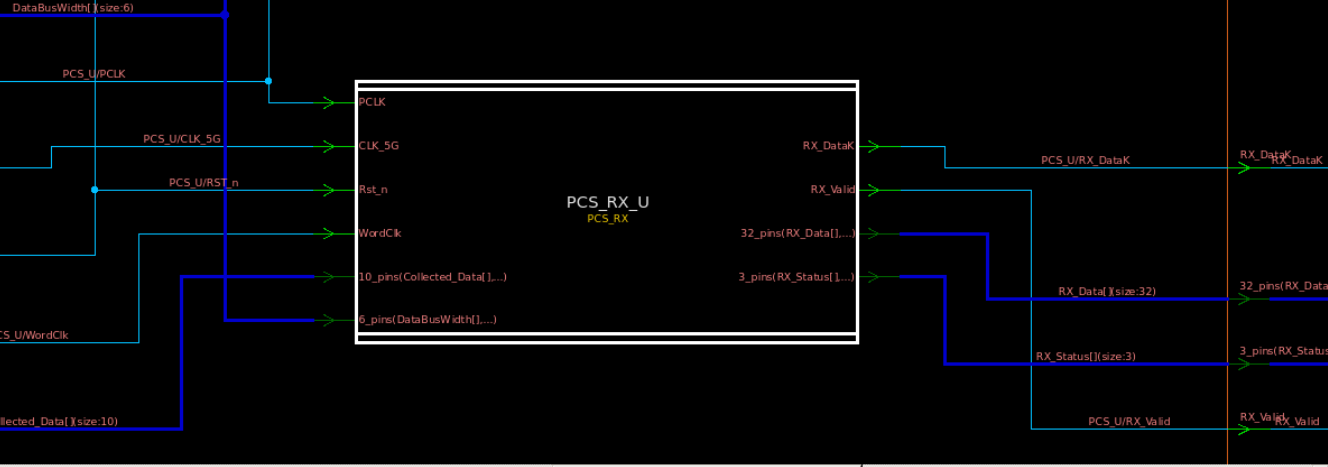 DataBusWidth[](size:6)
PCS_U/PCLK
PCLK
PCS_U/CLK_5G
CLK_5G
RX_DataK
PCS_U/RX_DataK
RX_DataK
RX_DataK
PCS_U/RST_n
Rst_n
RX_Valid
PCS_RX_U
PCS_RX
WordClk
32_pins(RX_Data[],...)
10_pins(Collected_Data[],...)
3_pins(RX_Status[],...)
RX_Data[](size:32)
32_pins(RX_Data
6_pins(DataBusWidth[],...)
CS_U/WordClk
RX_Status[](size:3)
3_pins(RX_Status
llected_Data[](size:10)
PCS_U/RX_Valid
RX_Valid
RX_Valid